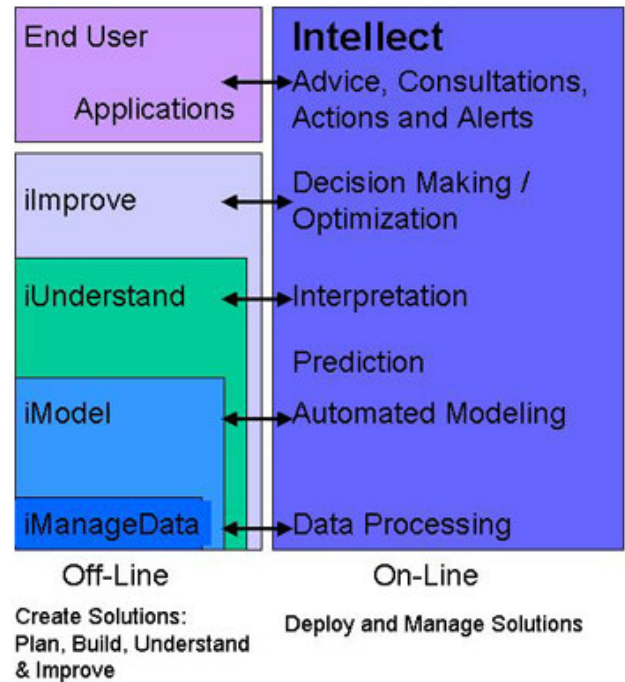 End User
Applications
iImprove
iUnderstand
iModel
iManageData
Off-Line
Create Solutions:
Plan, Build, Understand
& Improve
Intellect
Advice, Consultations,
Actions and Alerts
Decision Making /
Optimization
Interpretation
Prediction
Automated Modeling
Data Processing
On-Line
Deploy and Manage Solutions